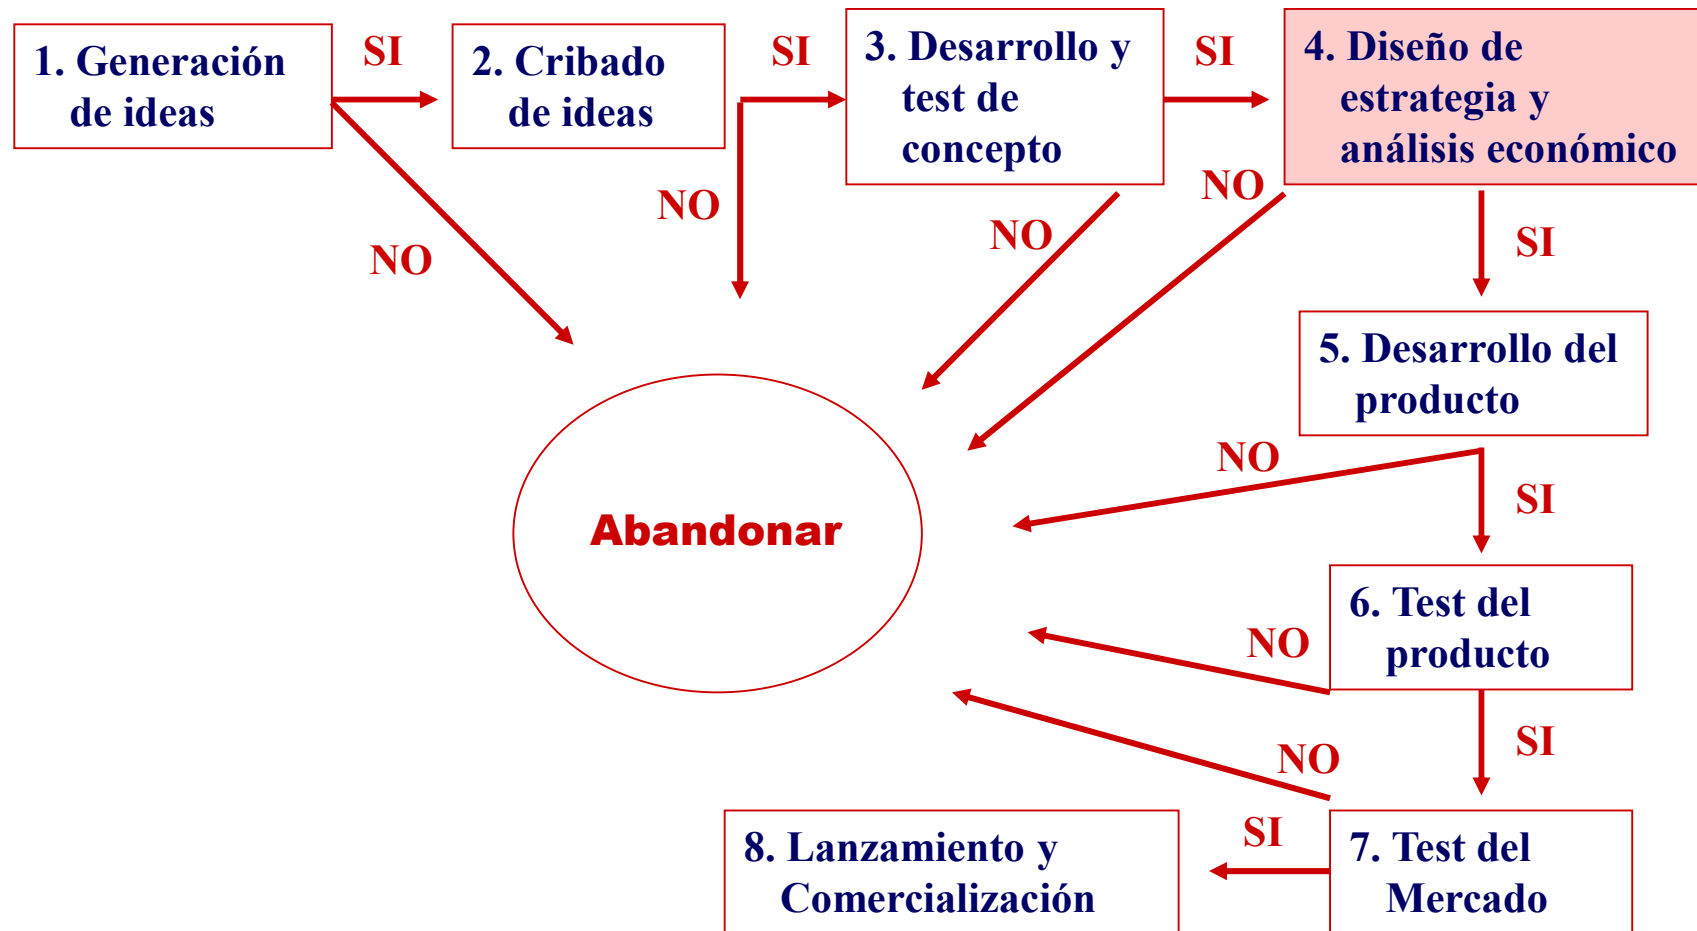 1. Generación
de ideas
SI
2. Cribado
de ideas
SI
3. Desarrollo y
test de
concepto
SI
4. Diseño de
estrategia y
análisis económico
NO
NO
NO
NO
SI
5. Desarrollo del
producto
NO
SI
Abandonar
6. Test del
producto
NO
SI
NO
8. Lanzamiento y
Comercialización
SI
7. Test del
Mercado